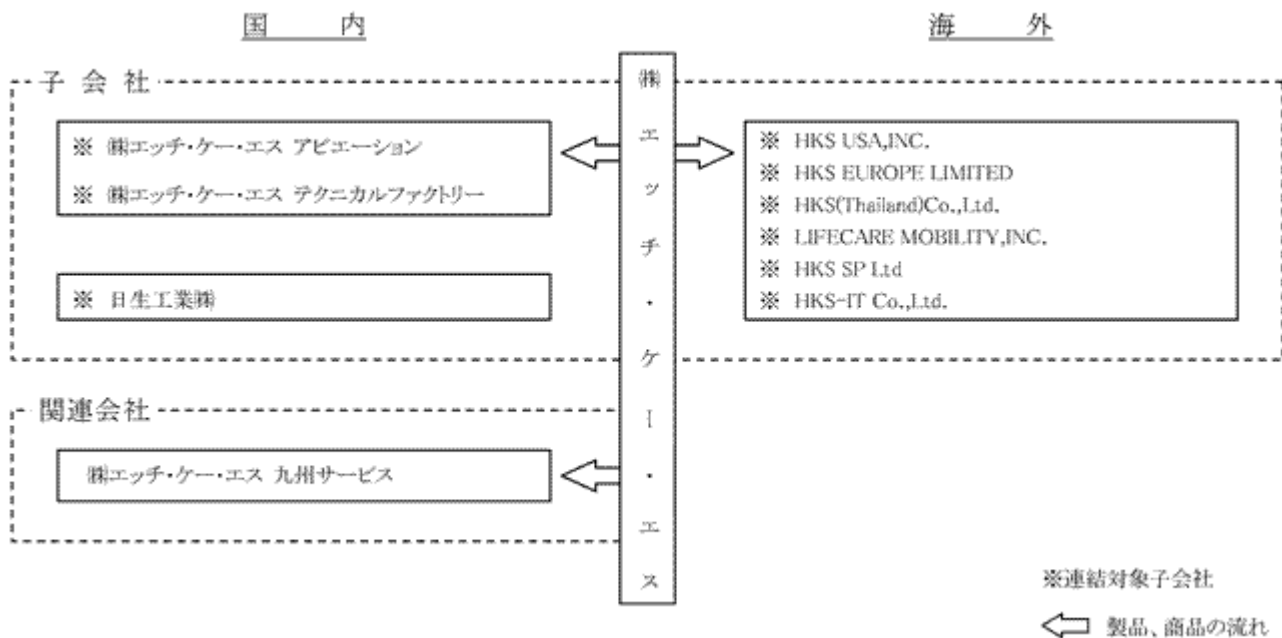 国 内
海 外
子 会 社
※ ㈱エッチ・ケー・エス アビエーション
※ ㈱エッチ・ケー・エス テクニカルファクトリー
※ 日生工業㈱
㈱エッチ・ケー・エス
※ HKS USA,INC.
※ HKS EUROPE LIMITED
※ HKS(Thailand)Co.,Ltd.
※ LIFECARE MOBILITY,INC.
※ HKS SP Ltd
※ HKS-IT Co.,Ltd.
関連会社
㈱エッチ・ケー・エス 九州サービス
※連結対象子会社
製品、商品の流れ